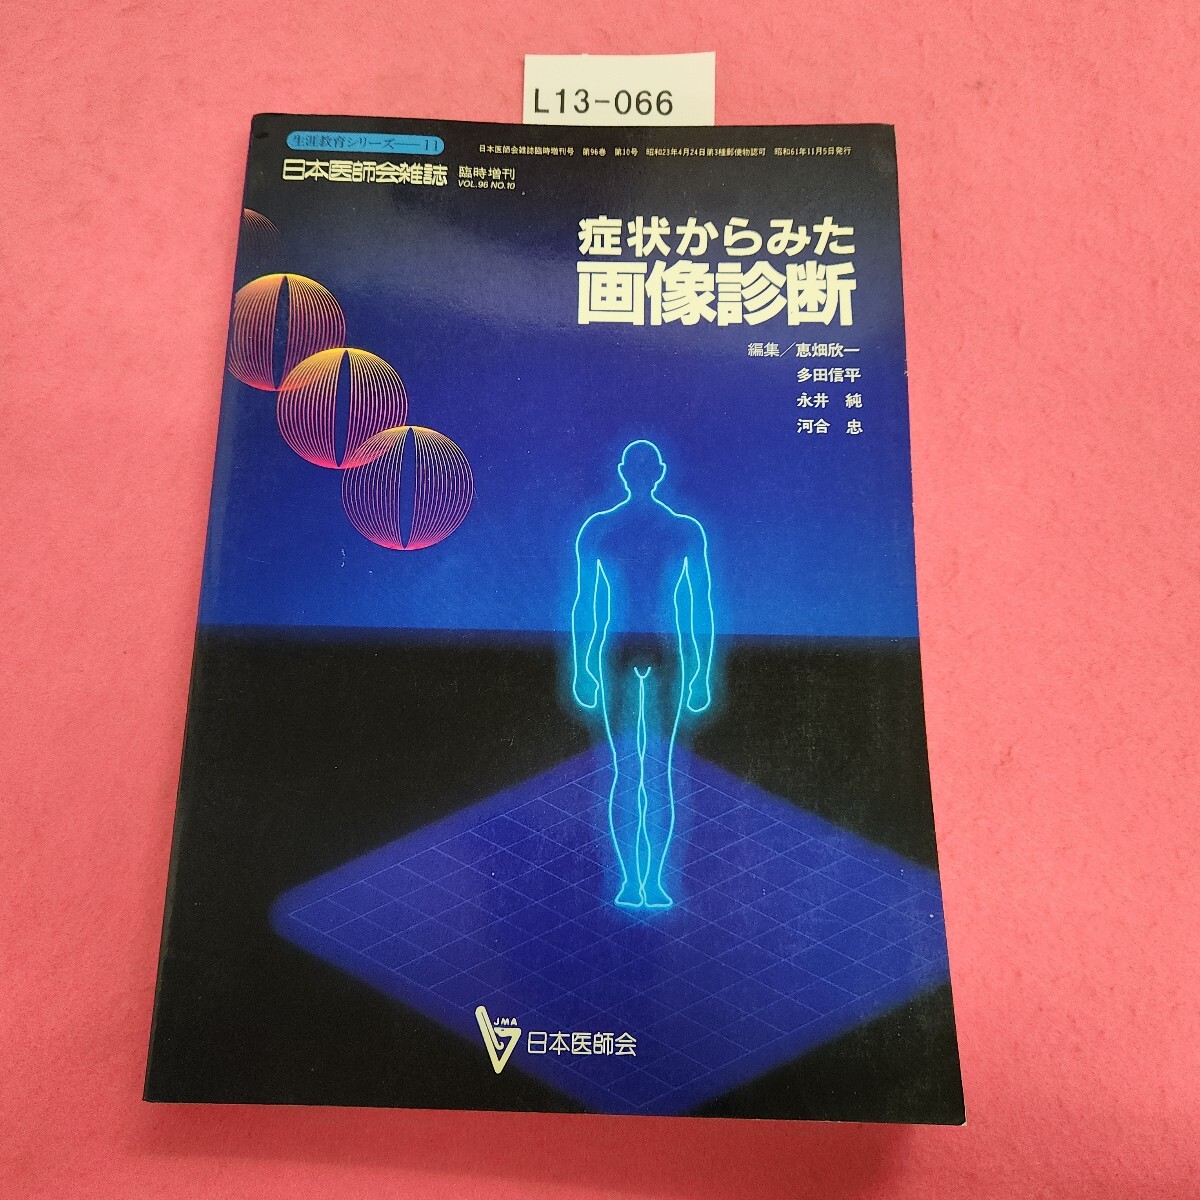 L13-066
生涯教育シリーズ——11
日本医師会雑誌臨時増刊号 第96巻 第10号 昭和23年4月24日第3種郵便物認可 昭和61年11月5日発行
日本医師会雑誌 臨時増刊
VOL.96 NO.10
症状からみた
画像診断
編集／恵畑欣一
多田信平
永井 純
河合 忠
JMA
日本医師会